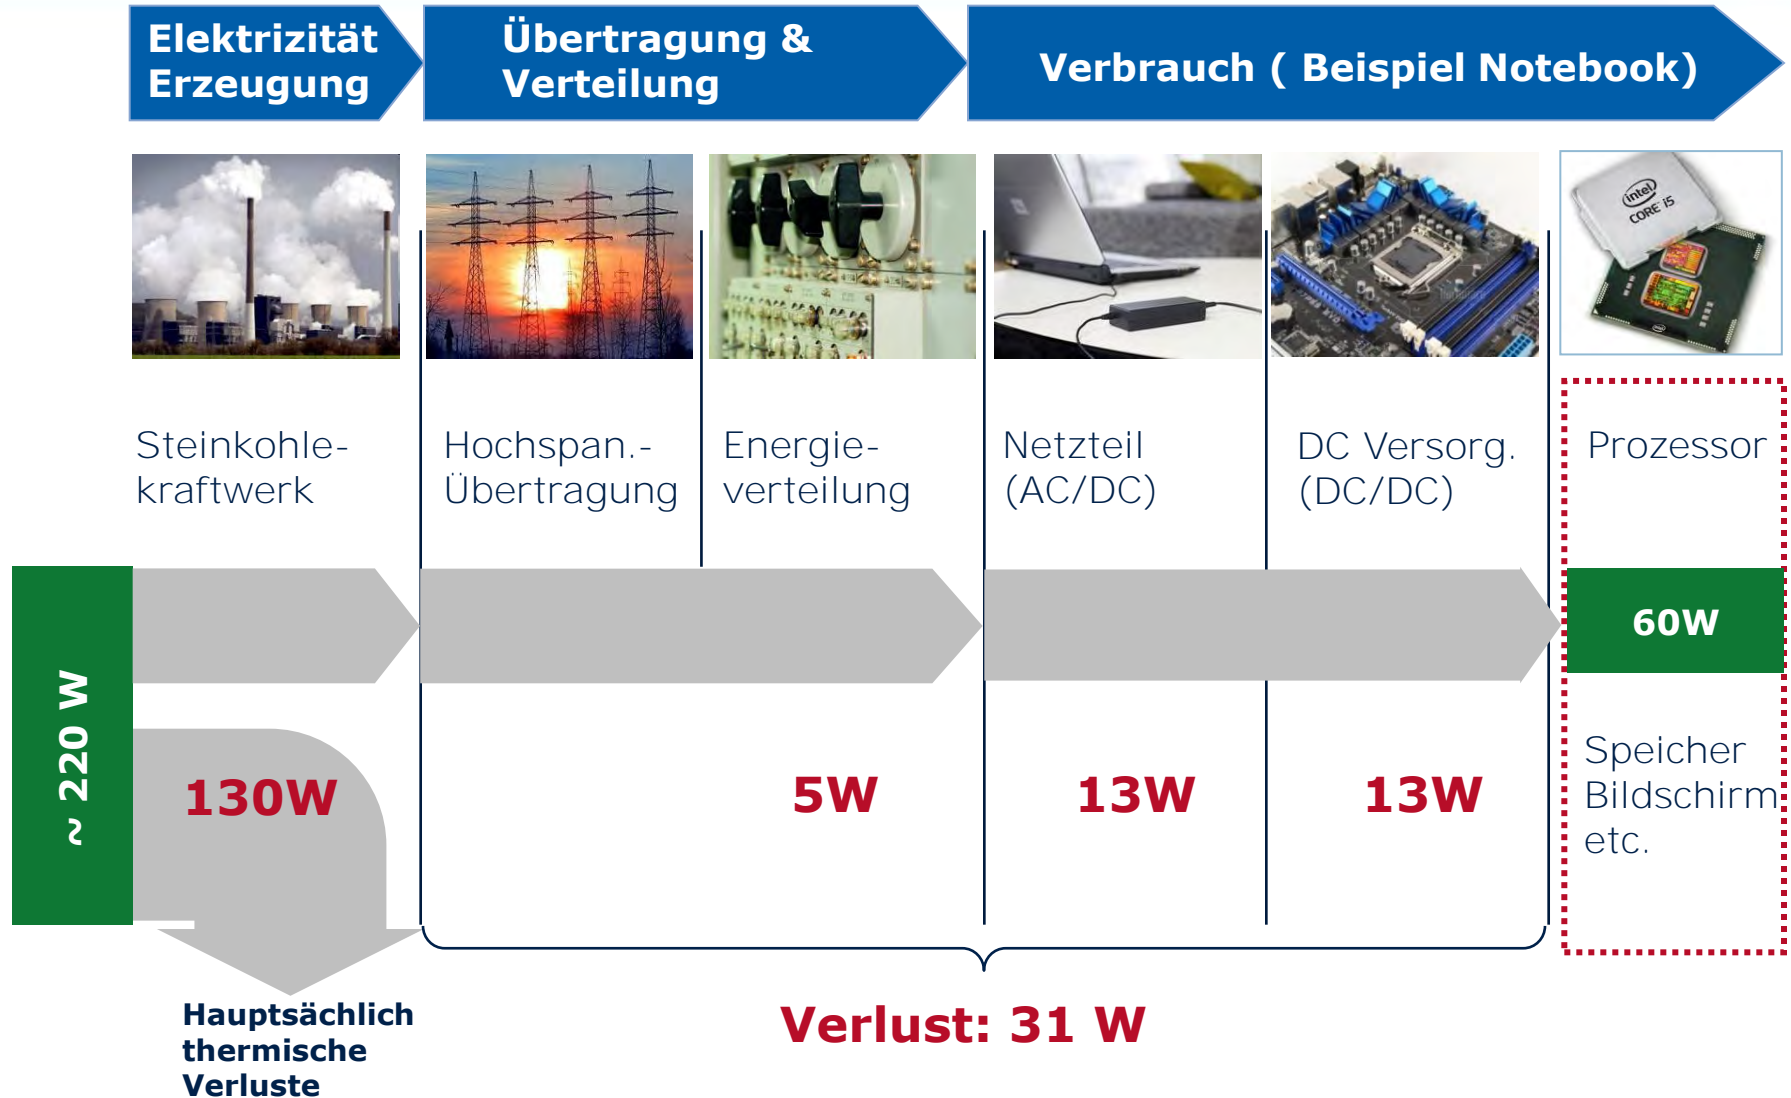 Elektrizität
Erzeugung
Übertragung &
Verteilung
Verbrauch ( Beispiel Notebook)
intel
CORE i5
intel
Steinkohle-
kraftwerk
Hochspan.-
Übertragung
Energie-
verteilung
Netzteil
(AC/DC)
DC Versorg.
(DC/DC)
Prozessor
~ 220 W
60W
130W
5W
13W
13W
Speicher
Bildschirm
etc.
Hauptsächlich
thermische
Verluste
Verlust: 31 W